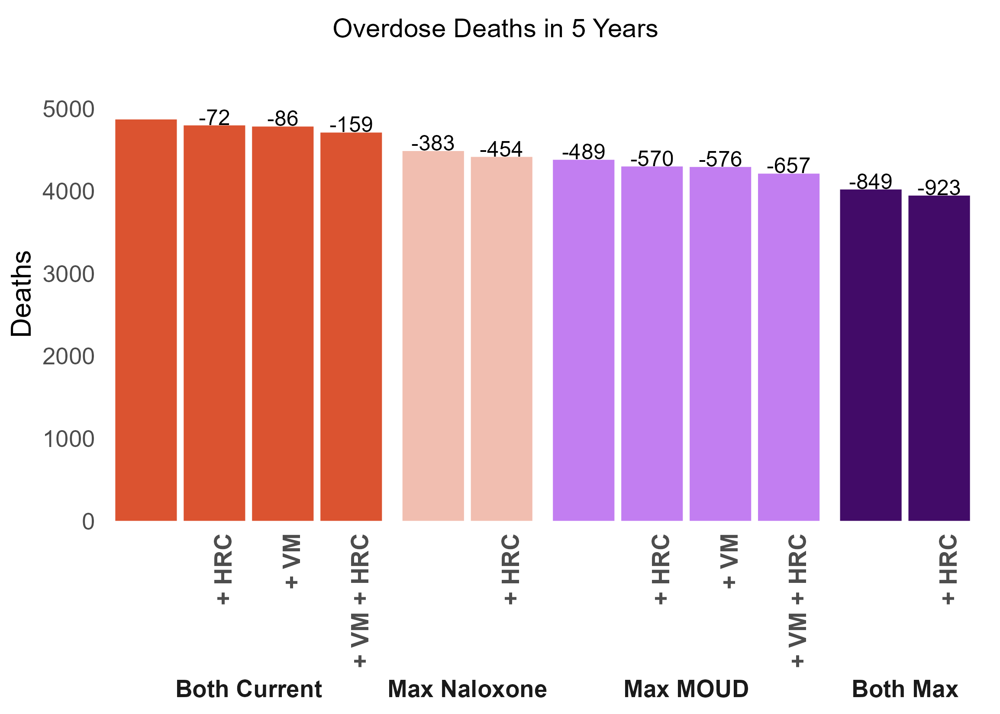 Overdose Deaths in 5 Years
Deaths
5000
4000
3000
2000
1000
0
-72
-86
-159
-383
-454
-489
-570
-576
-657
-849
-923
+ HRC
+ VM
+ VM + HRC
+ HRC
+ HRC
+ VM
+ VM + HRC
+ HRC
Both Current
Max Naloxone
Max MOUD
Both Max